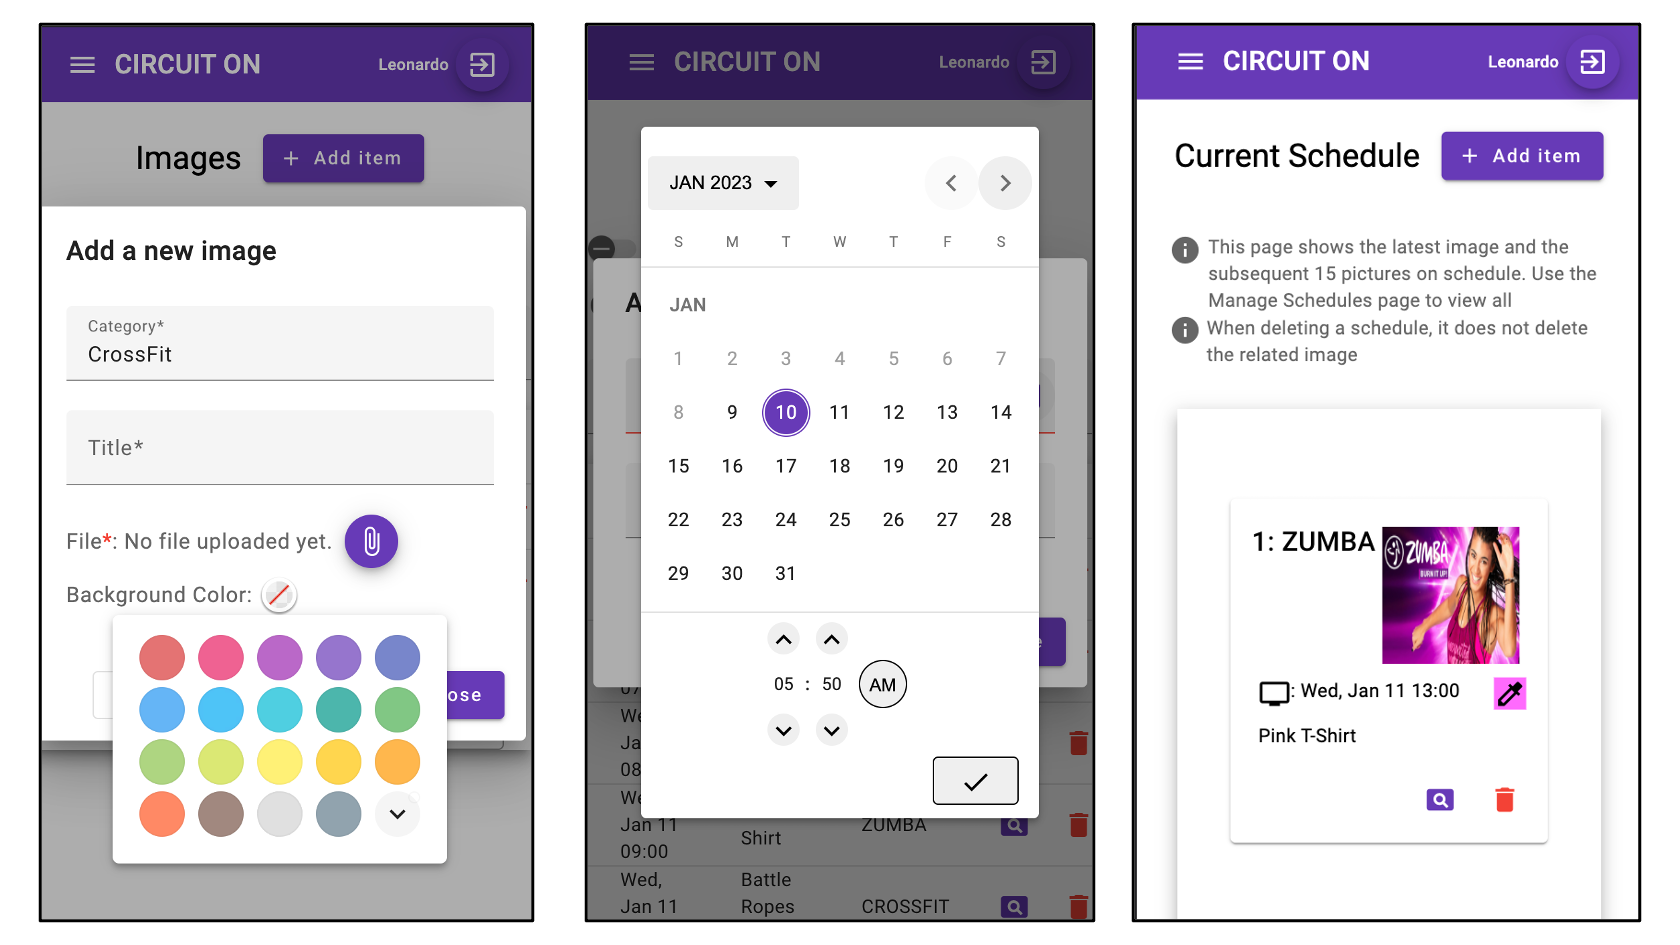 CIRCUIT ON
Leonardo
Images
+ Add item
Add a new image
Category*
CrossFit
Title*
File*: No file uploaded yet.
Background Color:
ose
CIRCUIT ON
Leonardo
JAN 2023
S M T W T F S
A
JAN
1 2 3 4 5 6 7
8 9 10 11 12 13 14
15 16 17 18 19 20 21
22 23 24 25 26 27 28
29 30 31
05 : 50 AM
We
Ja
08
We
Jan 11
09:00
Shirt
ZUMBA
Wed,
Jan 11
Battle
Ropes
CROSSFIT
CIRCUIT ON
Leonardo
Current Schedule
+ Add item
This page shows the latest image and the
subsequent 15 pictures on schedule. Use the
Manage Schedules page to view all
When deleting a schedule, it does not delete
the related image
1: ZUMBA
ZUMBA
BURN IT UP!
: Wed, Jan 11 13:00
Pink T-Shirt